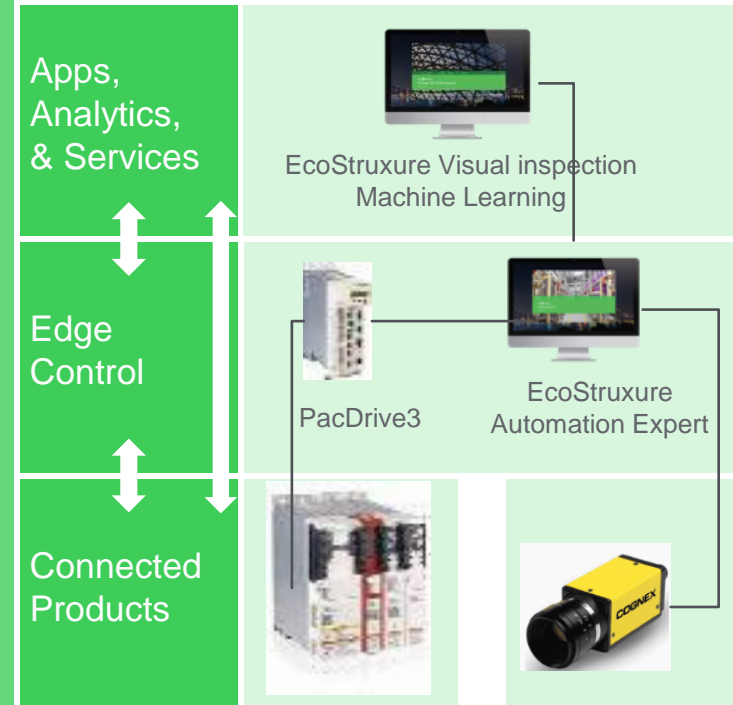 Apps,
Analytics,
& Services
EcoStruxure Visual inspection
Machine Learning
Edge
Control
PacDrive3
EcoStruxure
Automation Expert
Connected
Products
COGNEX